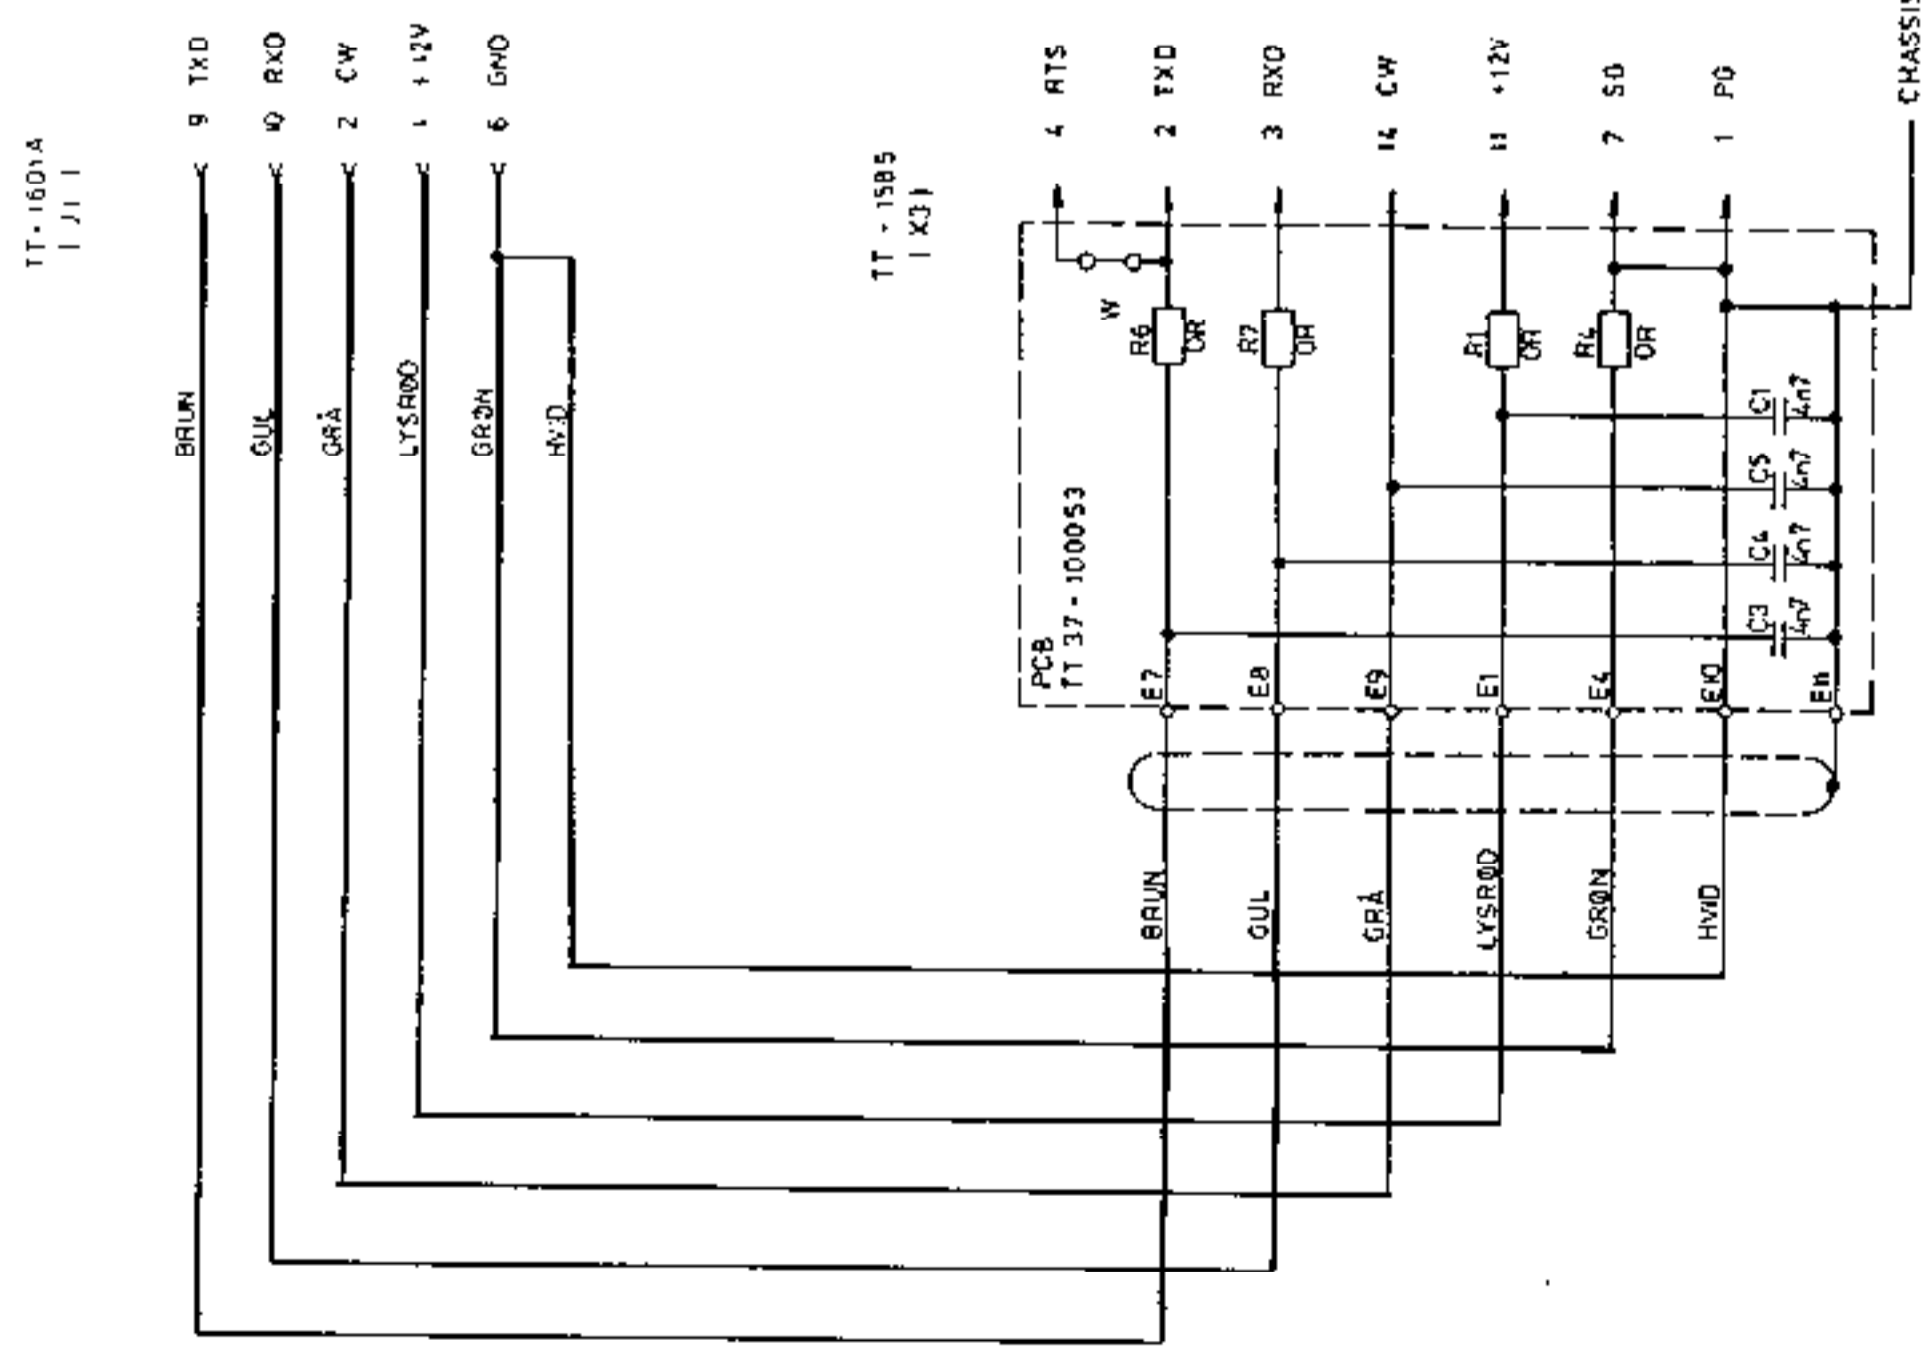 TT-1601A
9 TXD
RXD
2 CW
1 +12V
6 GND
BRUN
GUL
GRÅ
LYSRØD
GRØN
HVID
TT-1585
4 RTS
2 TXD
3 RXD
14 CW
11 +12V
7 SG
1 PG
CHASSIS
W
R6
0R
R7
0R
R1
0R
R4
0R
C1
4n7
C5
4n7
C4
4n7
C3
4n7
PCB
TT 37-100053
E7
E8
E9
E1
E4
E10
BRUN
GUL
GRÅ
LYSRØD
GRØN
HVID